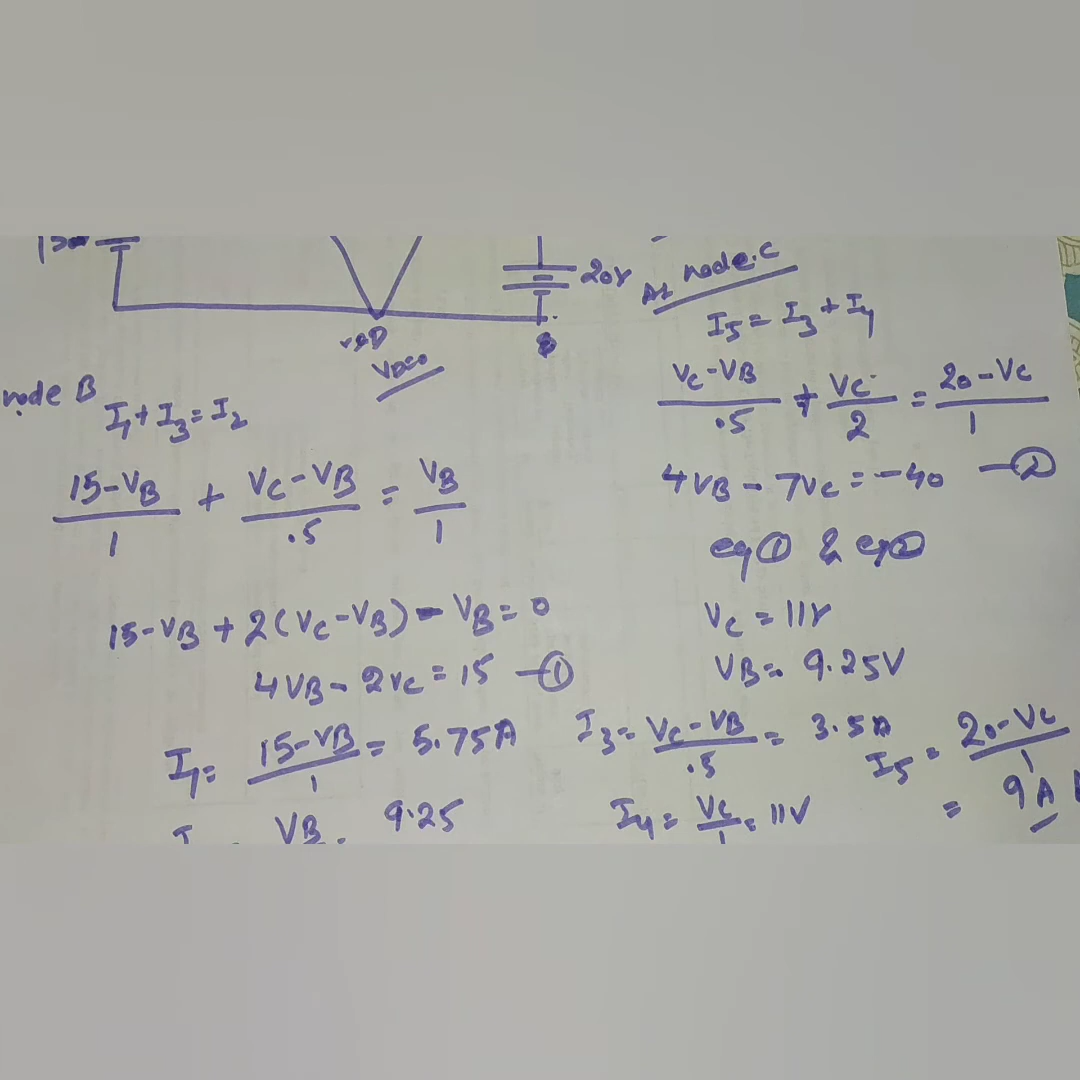 20V
VD=0
node B
I1+I3=I2
15-VB/1 + VC-VB/.5 = VB/1
15-VB+2(VC-VB)-VB=0
4VB-2VC=15 -①
I1= 15-VB/1 = 5.75A
VB 9.25
At node.C
I5=I3+I4
VC-VB/.5 + VC/2 = 20-VC/1
4VB-7VC=-40 -②
eq① & eq②
VC=11V
VB= 9.25V
I3= VC-VB/.5 = 3.5A
I4= VC/1 = 11V
I5= 20-VC/1
= 9A